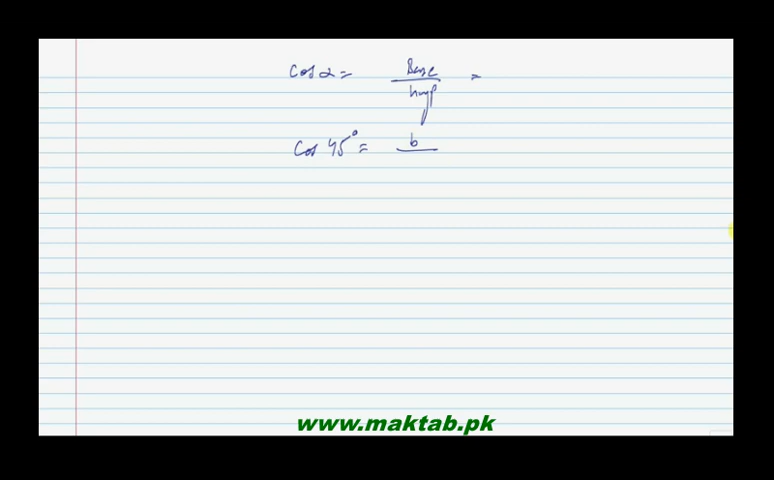 Cos α = Base / hyp =
Cos 45° = b /
www.maktab.pk